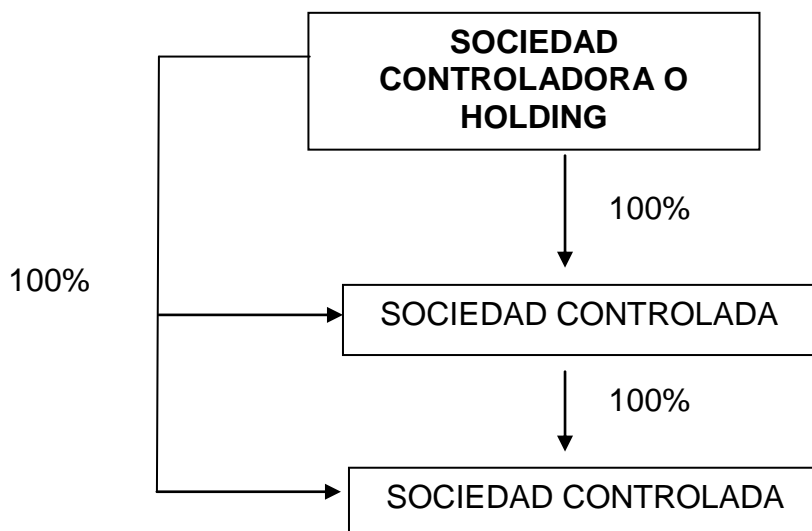 SOCIEDAD
CONTROLADORA O
HOLDING
100%
100%
SOCIEDAD CONTROLADA
100%
SOCIEDAD CONTROLADA